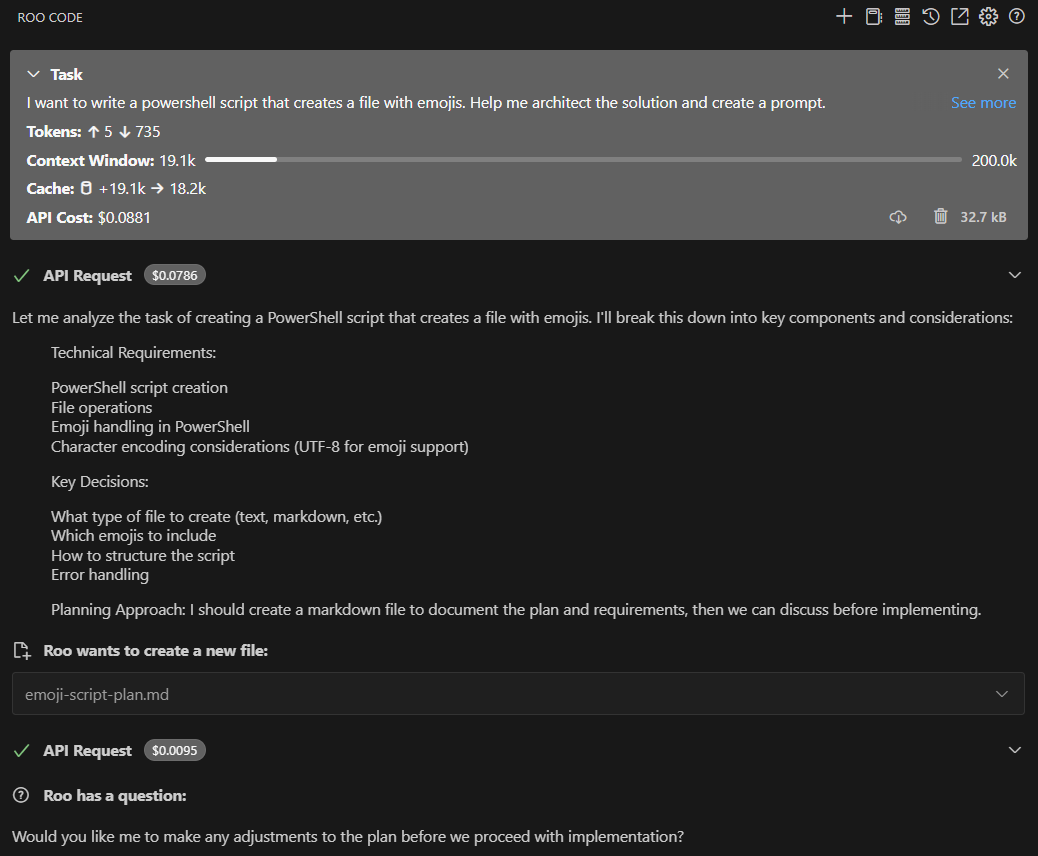 ROO CODE
Task
I want to write a powershell script that creates a file with emojis. Help me architect the solution and create a prompt.
See more
Tokens: ↑ 5 ↓ 735
Context Window: 19.1k 200.0k
Cache: +19.1k → 18.2k
API Cost: $0.0881 32.7 kB
API Request $0.0786
Let me analyze the task of creating a PowerShell script that creates a file with emojis. I'll break this down into key components and considerations:
Technical Requirements:
PowerShell script creation
File operations
Emoji handling in PowerShell
Character encoding considerations (UTF-8 for emoji support)
Key Decisions:
What type of file to create (text, markdown, etc.)
Which emojis to include
How to structure the script
Error handling
Planning Approach: I should create a markdown file to document the plan and requirements, then we can discuss before implementing.
Roo wants to create a new file:
emoji-script-plan.md
API Request $0.0095
Roo has a question:
Would you like me to make any adjustments to the plan before we proceed with implementation?